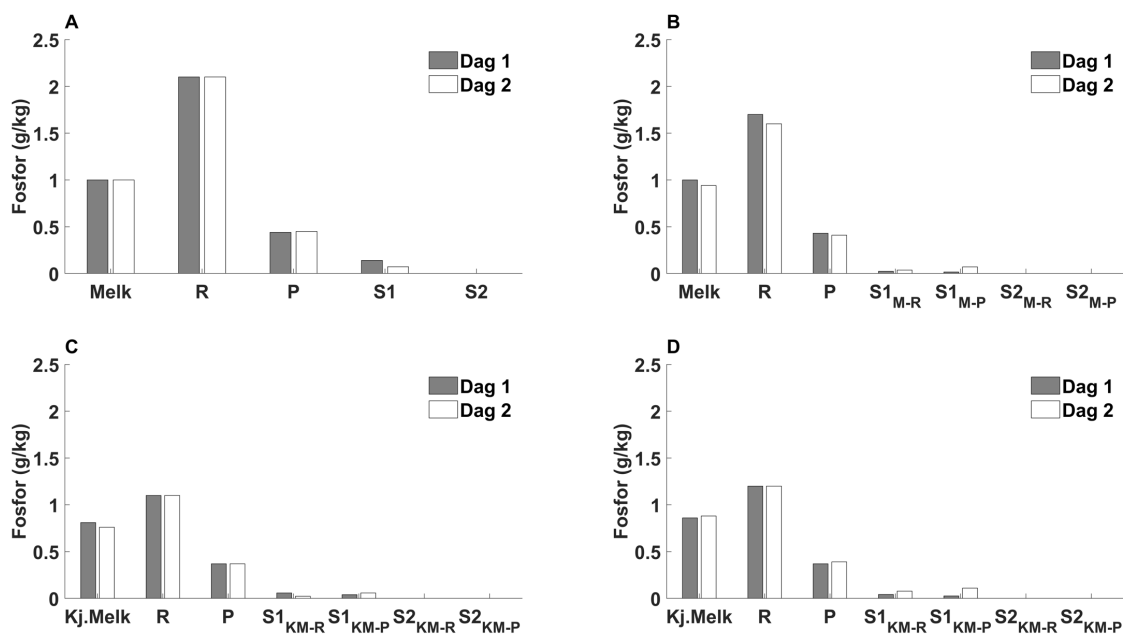 A
Fosfor (g/kg)
2.5
2
1.5
1
0.5
0
Dag 1
Dag 2
Melk R P S1 S2
B
Fosfor (g/kg)
2.5
2
1.5
1
0.5
0
Dag 1
Dag 2
Melk R P S1M-R S1M-P S2M-R S2M-P
C
Fosfor (g/kg)
2.5
2
1.5
1
0.5
0
Dag 1
Dag 2
Kj.Melk R P S1KM-R S1KM-P S2KM-R S2KM-P
D
Fosfor (g/kg)
2.5
2
1.5
1
0.5
0
Dag 1
Dag 2
Kj.Melk R P S1KM-R S1KM-P S2KM-R S2KM-P